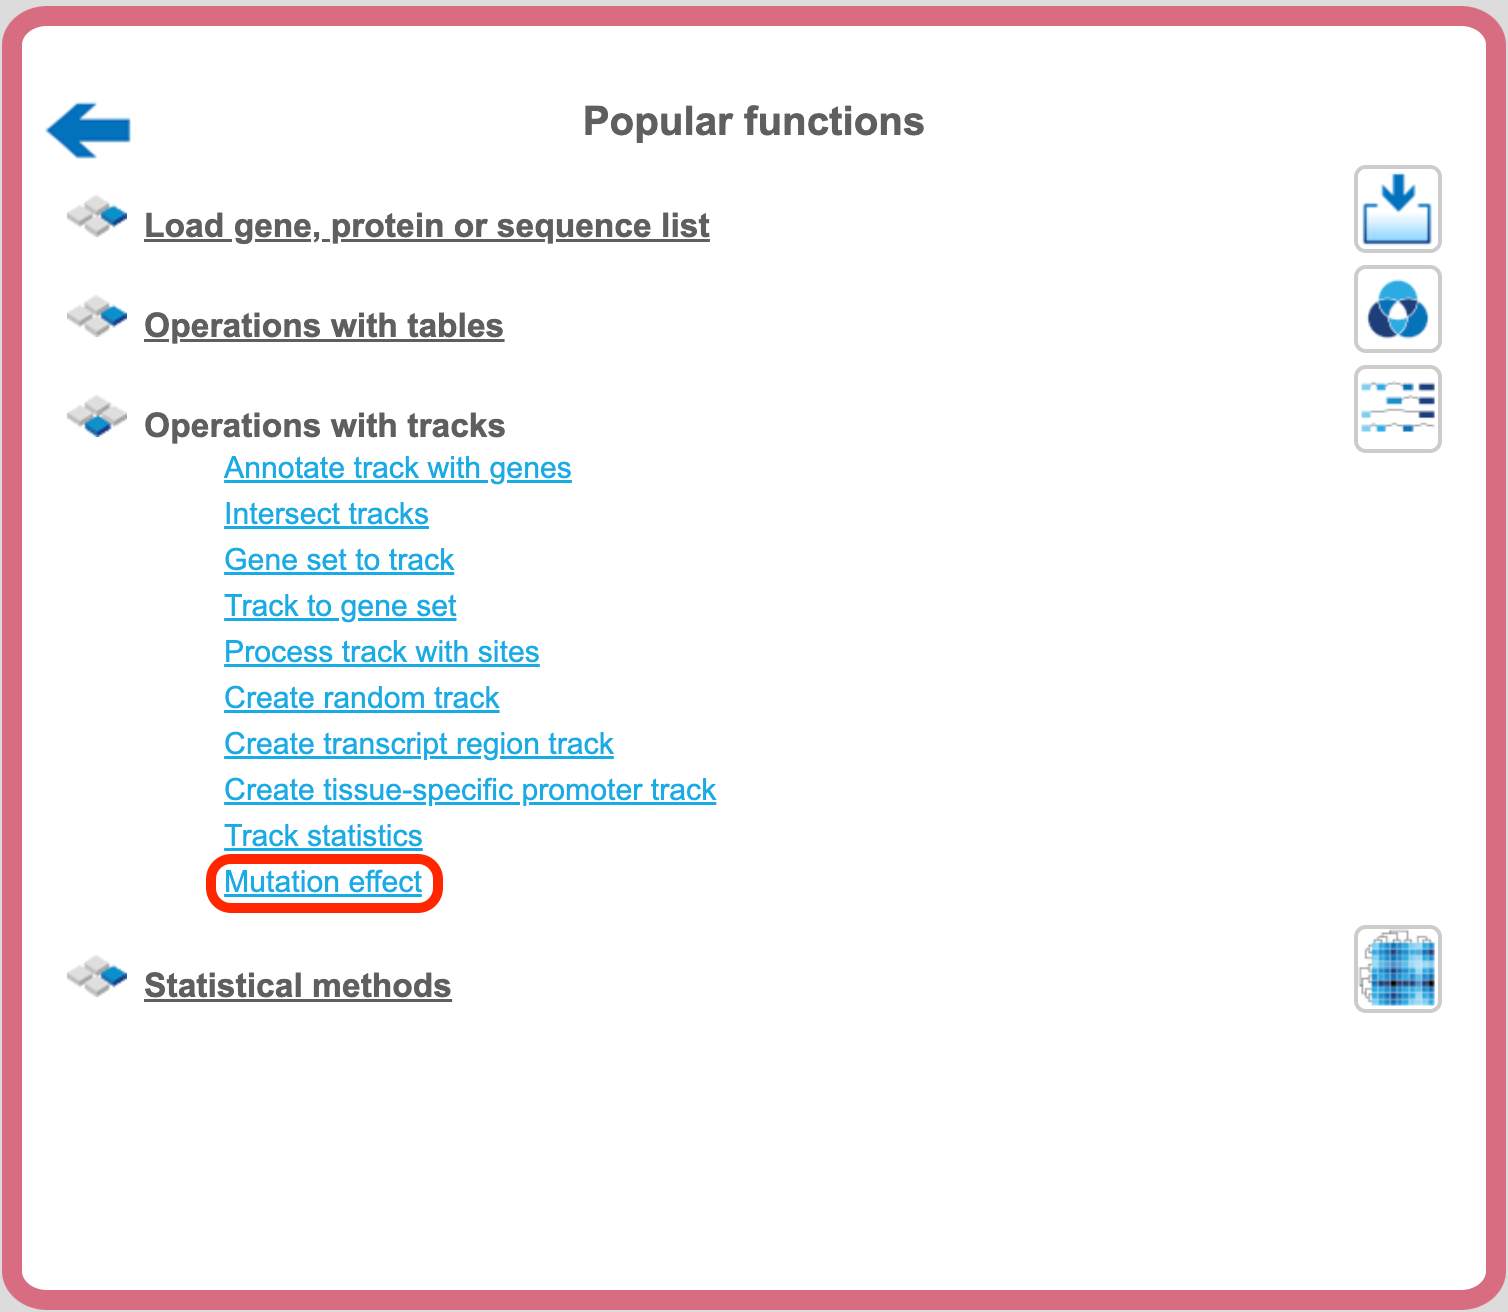 Popular functions
Load gene, protein or sequence list
Operations with tables
Operations with tracks
Annotate track with genes
Intersect tracks
Gene set to track
Track to gene set
Process track with sites
Create random track
Create transcript region track
Create tissue-specific promoter track
Track statistics
Mutation effect
Statistical methods